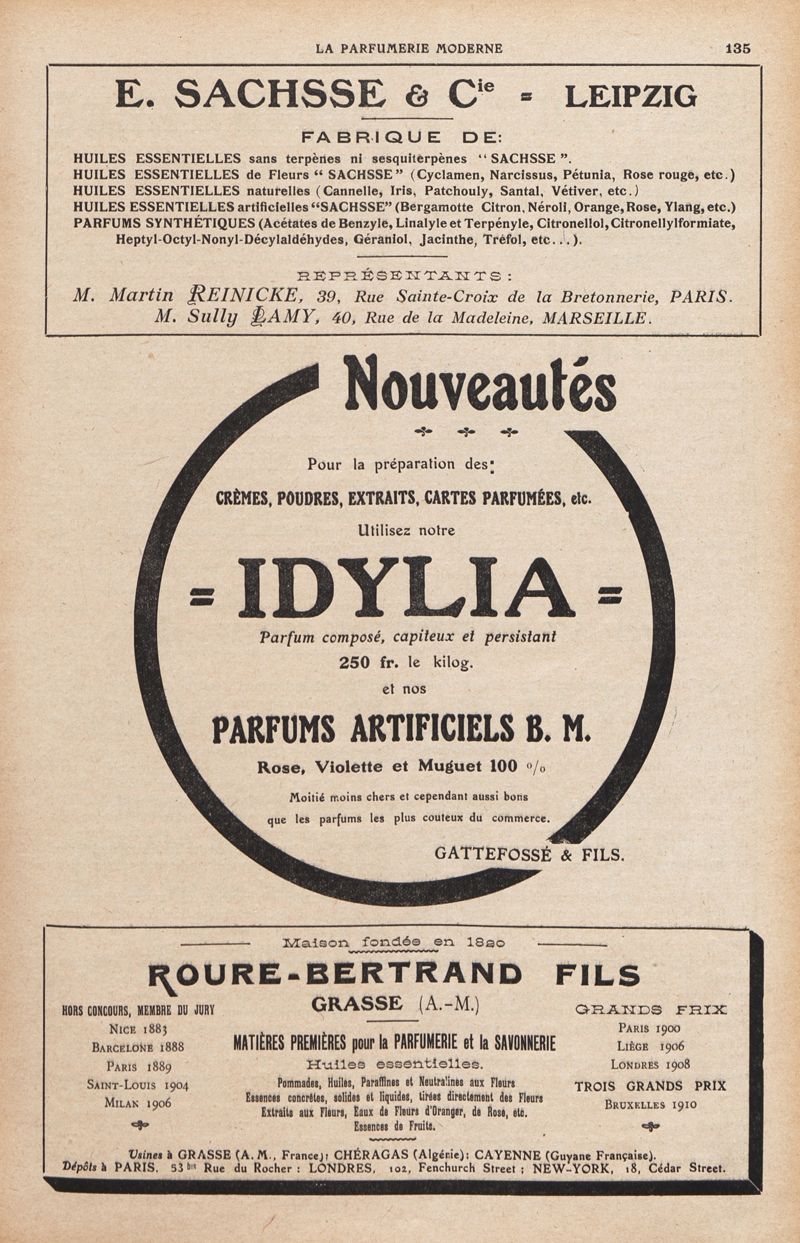 LA PARFUMERIE MODERNE 135
E. SACHSSE & Cie = LEIPZIG
FABRIQUE DE:
HUILES ESSENTIELLES sans terpènes ni sesquiterpènes “ SACHSSE ”.
HUILES ESSENTIELLES de Fleurs “ SACHSSE ” (Cyclamen, Narcissus, Pétunia, Rose rouge, etc.)
HUILES ESSENTIELLES naturelles (Cannelle, Iris, Patchouly, Santal, Vétiver, etc.)
HUILES ESSENTIELLES artificielles “SACHSSE” (Bergamotte Citron, Néroli, Orange, Rose, Ylang, etc.)
PARFUMS SYNTHÉTIQUES (Acétates de Benzyle, Linalyle et Terpényle, Citronellol, Citronellylformiate,
Heptyl-Octyl-Nonyl-Décylaldéhydes, Géraniol, Jacinthe, Tréfol, etc...).
REPRÉSENTANTS :
M. Martin REINICKE, 39, Rue Sainte-Croix de la Bretonnerie, PARIS.
M. Sully LAMY, 40, Rue de la Madeleine, MARSEILLE.
Nouveautés
Pour la préparation des:
CRÈMES, POUDRES, EXTRAITS, CARTES PARFUMÉES, etc.
Utilisez notre
= IDYLIA =
Parfum composé, capiteux et persistant
250 fr. le kilog.
et nos
PARFUMS ARTIFICIELS B. M.
Rose, Violette et Muguet 100 %
Moitié moins chers et cependant aussi bons
que les parfums les plus couteux du commerce.
GATTEFOSSÉ & FILS.
Maison fondée en 1820
ROURE-BERTRAND FILS
GRASSE (A.-M.)
HORS CONCOURS, MEMBRE DU JURY
NICE 1883
BARCELONE 1888
PARIS 1889
SAINT-LOUIS 1904
MILAN 1906
MATIÈRES PREMIÈRES pour la PARFUMERIE et la SAVONNERIE
Huiles essentielles.
Pommades, Huiles, Paraffines et Neutralines aux Fleurs
Essences concrètes, solides et liquides, tirées directement des Fleurs
Extraits aux Fleurs, Eaux de Fleurs d'Oranger, de Rose, etc.
Essences de Fruits.
GRANDS PRIX
PARIS 1900
LIÈGE 1906
LONDRES 1908
TROIS GRANDS PRIX
BRUXELLES 1910
Usines à GRASSE (A. M., France); CHÉRAGAS (Algérie); CAYENNE (Guyane Française).
Dépôts à PARIS, 53 bis Rue du Rocher : LONDRES, 102, Fenchurch Street ; NEW-YORK, 18, Cédar Street.